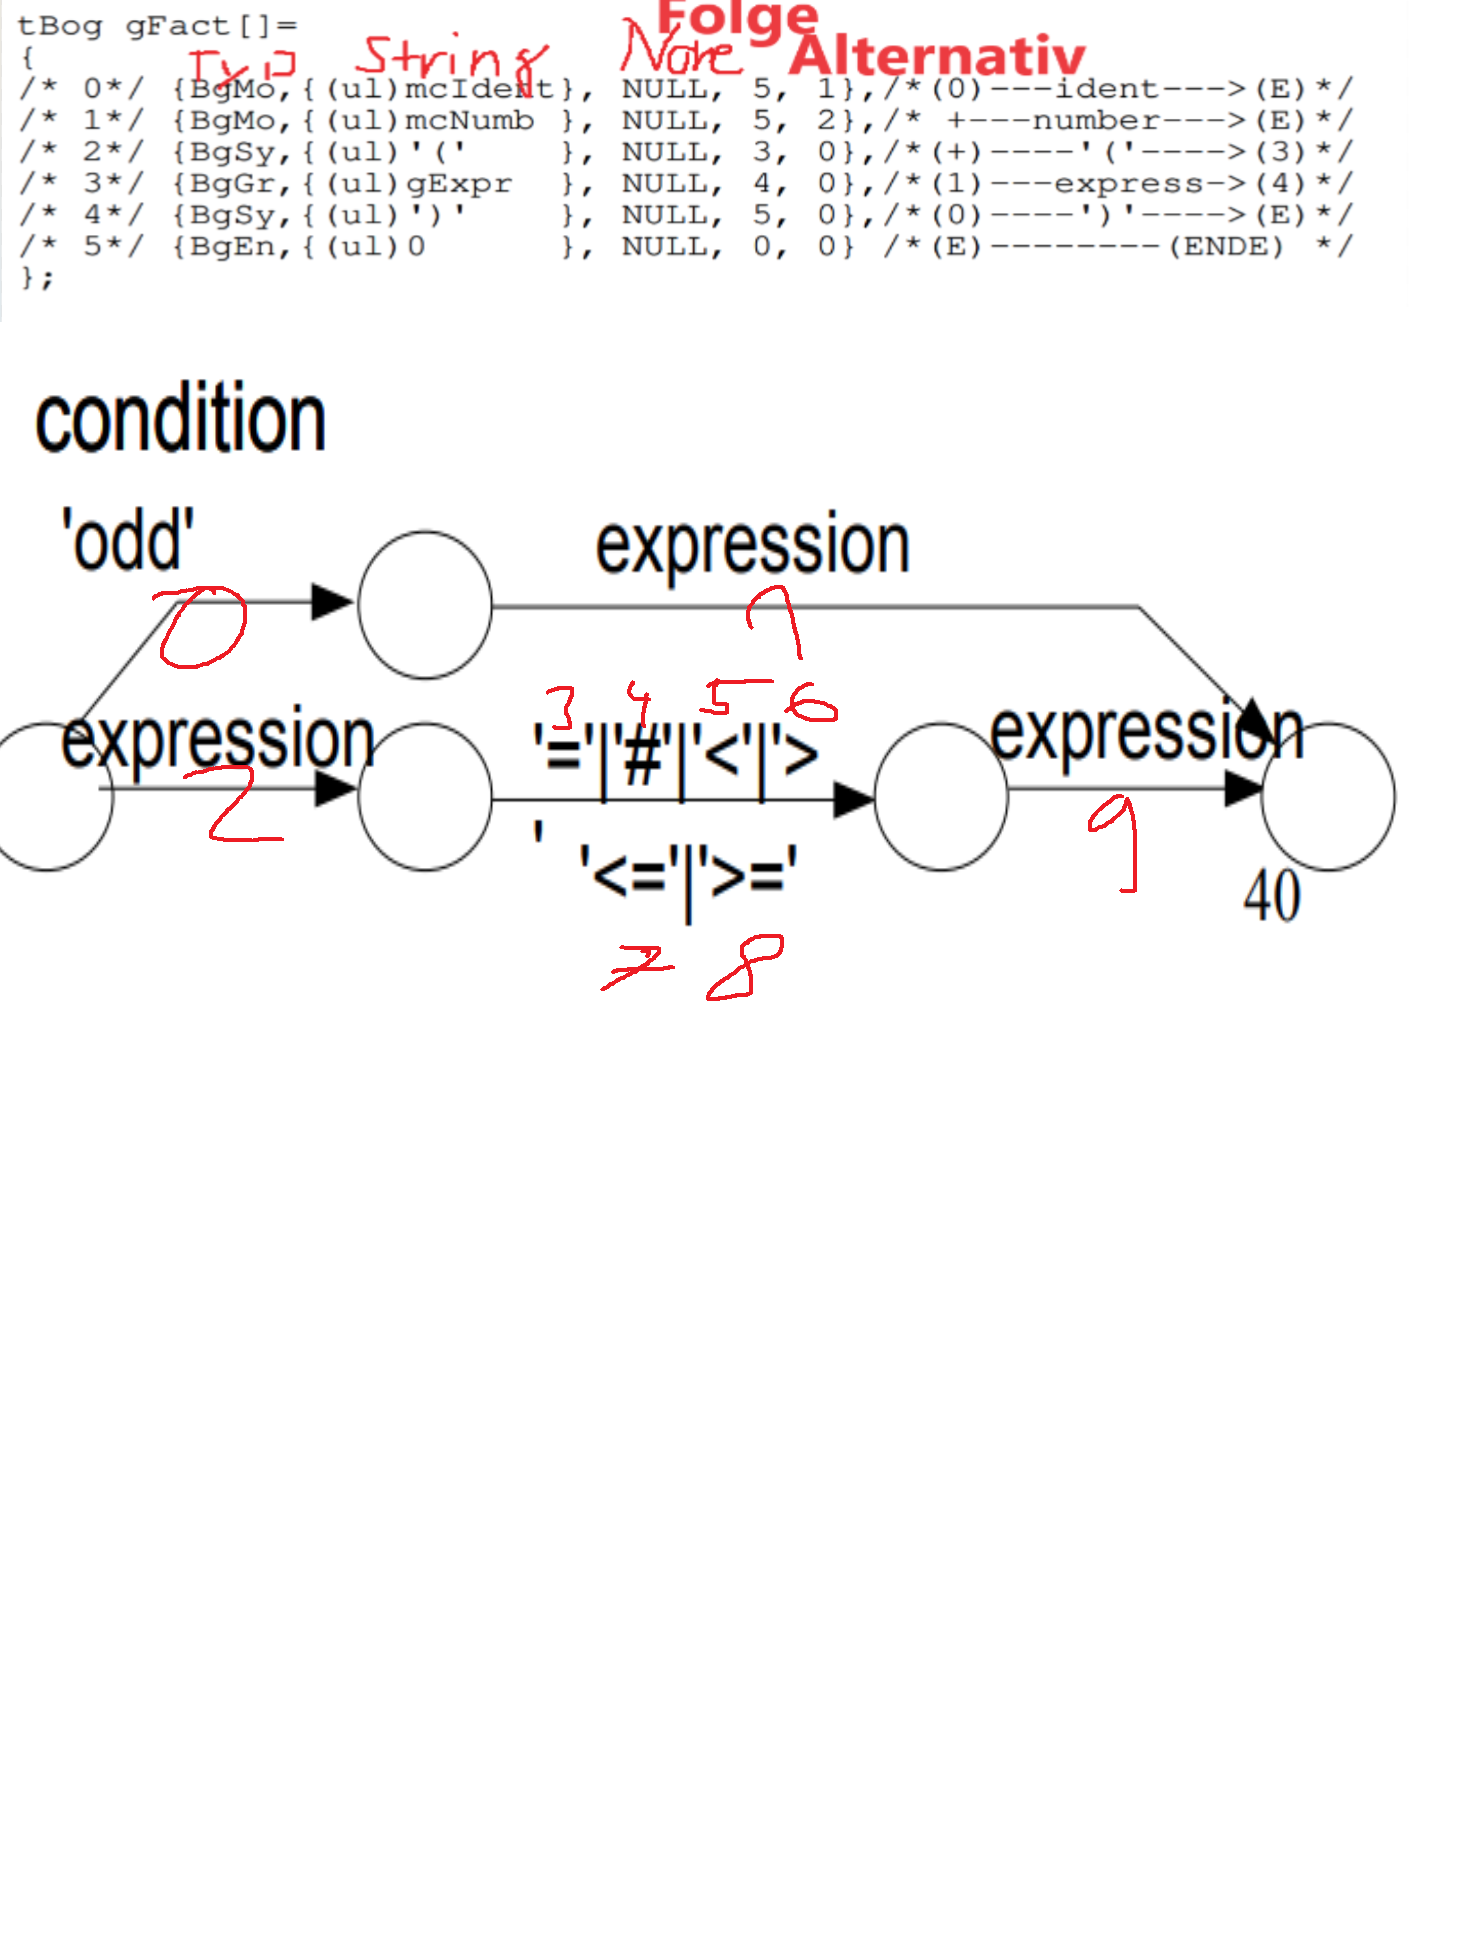 Folge
tBog gFact[]=
Alternativ
{
Typ String None
/* 0*/ {BgMo,{(ul)mcIdent}, NULL, 5, 1},/*(0)---ident--->(E)*/
/* 1*/ {BgMo,{(ul)mcNumb }, NULL, 5, 2},/* +---number--->(E)*/
/* 2*/ {BgSy,{(ul)'(' }, NULL, 3, 0},/*(+)----'('---->(3)*/
/* 3*/ {BgGr,{(ul)gExpr }, NULL, 4, 0},/*(1)---express->(4)*/
/* 4*/ {BgSy,{(ul)')' }, NULL, 5, 0},/*(0)----')'---->(E)*/
/* 5*/ {BgEn,{(ul)0 }, NULL, 0, 0} /*(E)--------(ENDE) */
};
condition
'odd' expression
0 1
3 4 5 6
expression '='|'#'|'<'|'> expression
2 9
' '<='|'>='
40
7 8